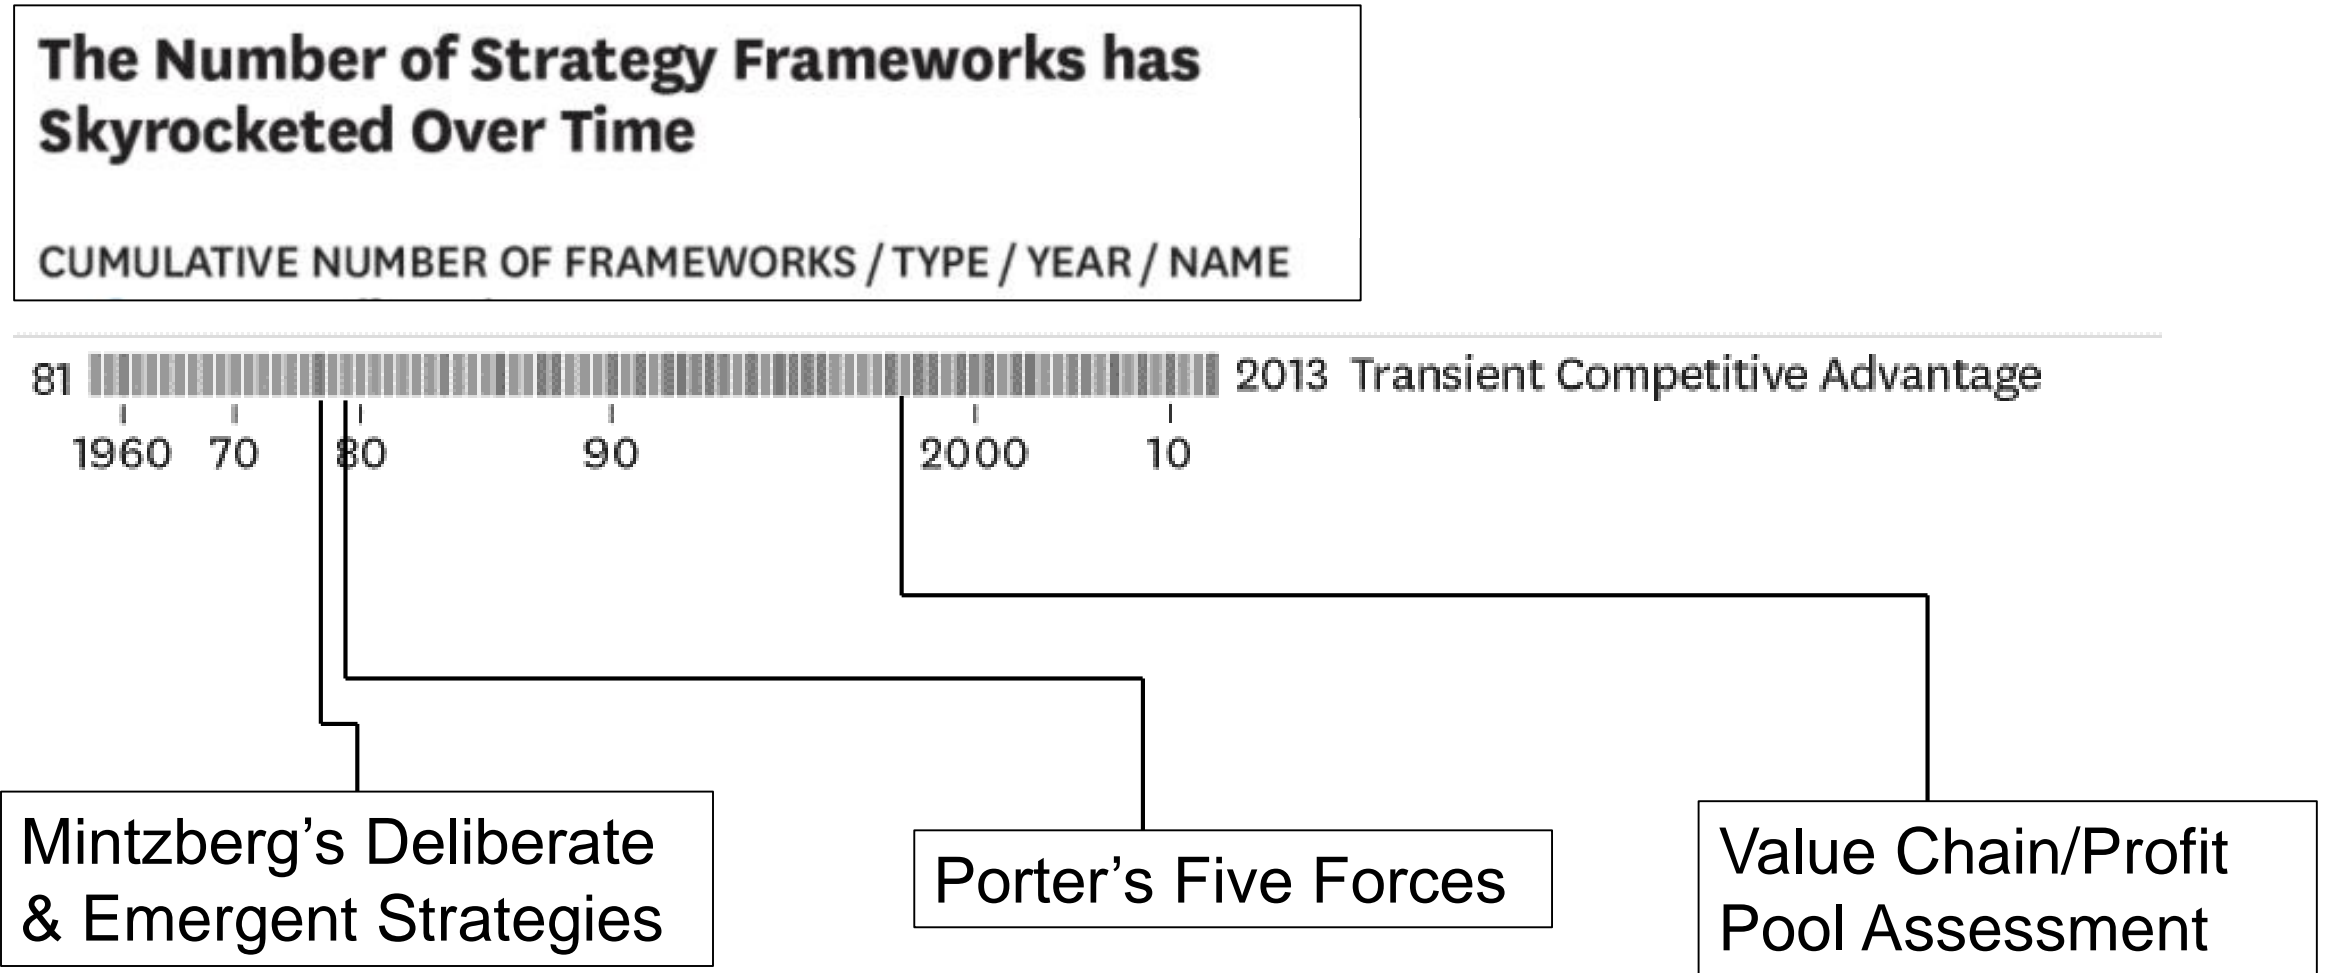 The Number of Strategy Frameworks has
Skyrocketed Over Time
CUMULATIVE NUMBER OF FRAMEWORKS / TYPE / YEAR / NAME
81 2013 Transient Competitive Advantage
1960 70 80 90 2000 10
Mintzberg’s Deliberate
& Emergent Strategies
Porter’s Five Forces
Value Chain/Profit
Pool Assessment